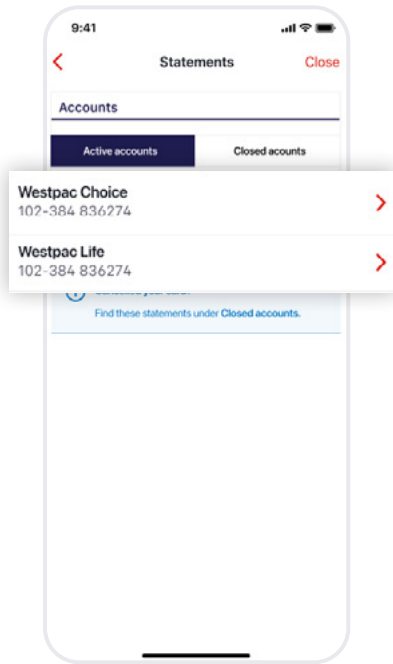 9:41
Statements Close
Accounts
Active accounts Closed acounts
Westpac Choice
102-384 836274
Westpac Life
102-384 836274
Find these statements under Closed accounts.